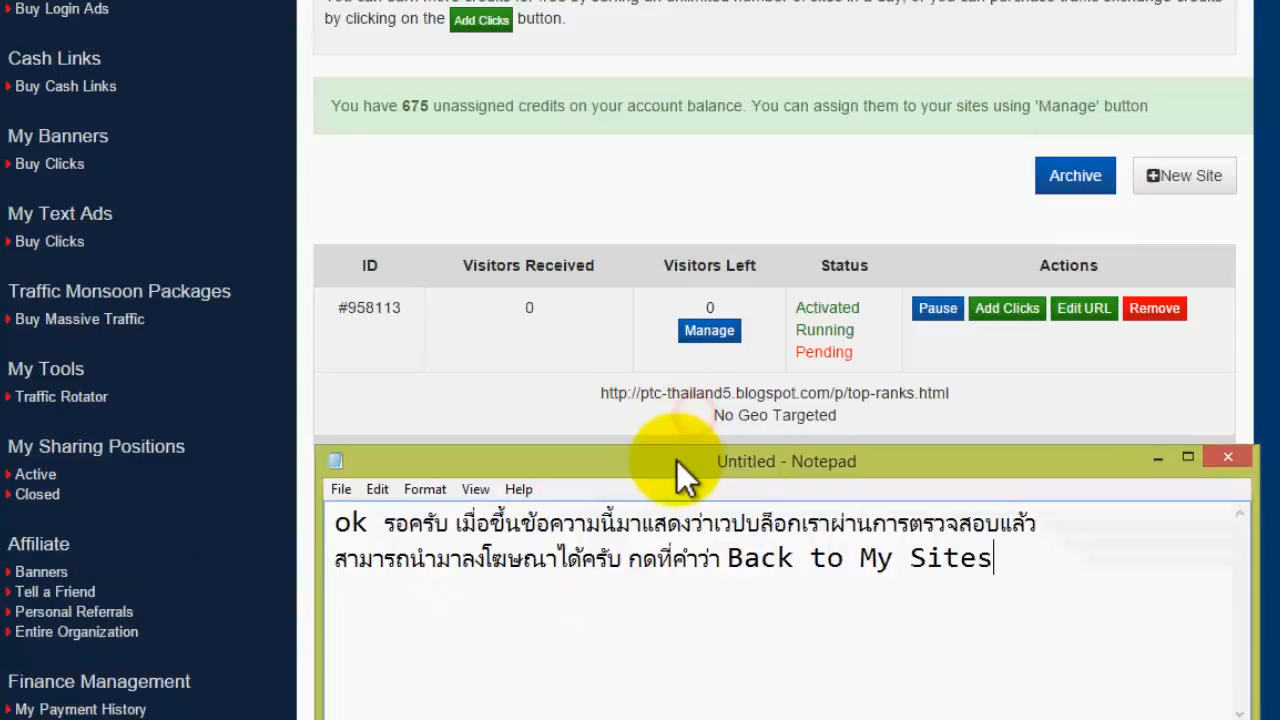 Buy Login Ads
Cash Links
Buy Cash Links
My Banners
Buy Clicks
My Text Ads
Buy Clicks
Traffic Monsoon Packages
Buy Massive Traffic
My Tools
Traffic Rotator
My Sharing Positions
Active
Closed
Affiliate
Banners
Tell a Friend
Personal Referrals
Entire Organization
Finance Management
My Payment History
by clicking on the Add Clicks button.
You have 675 unassigned credits on your account balance. You can assign them to your sites using 'Manage' button
Archive New Site
ID Visitors Received Visitors Left Status Actions
#958113 0 0 Activated Pause Add Clicks Edit URL Remove
Manage Running
Pending
http://ptc-thailand5.blogspot.com/p/top-ranks.html
No Geo Targeted
Untitled - Notepad
File Edit Format View Help
ok รอครับ เมื่อขึ้นข้อความนี้มาแสดงว่าเวปบล็อกเราผ่านการตรวจสอบแล้ว
สามารถนำมาลงโฆษณาได้ครับ กดที่คำว่า Back to My Sites